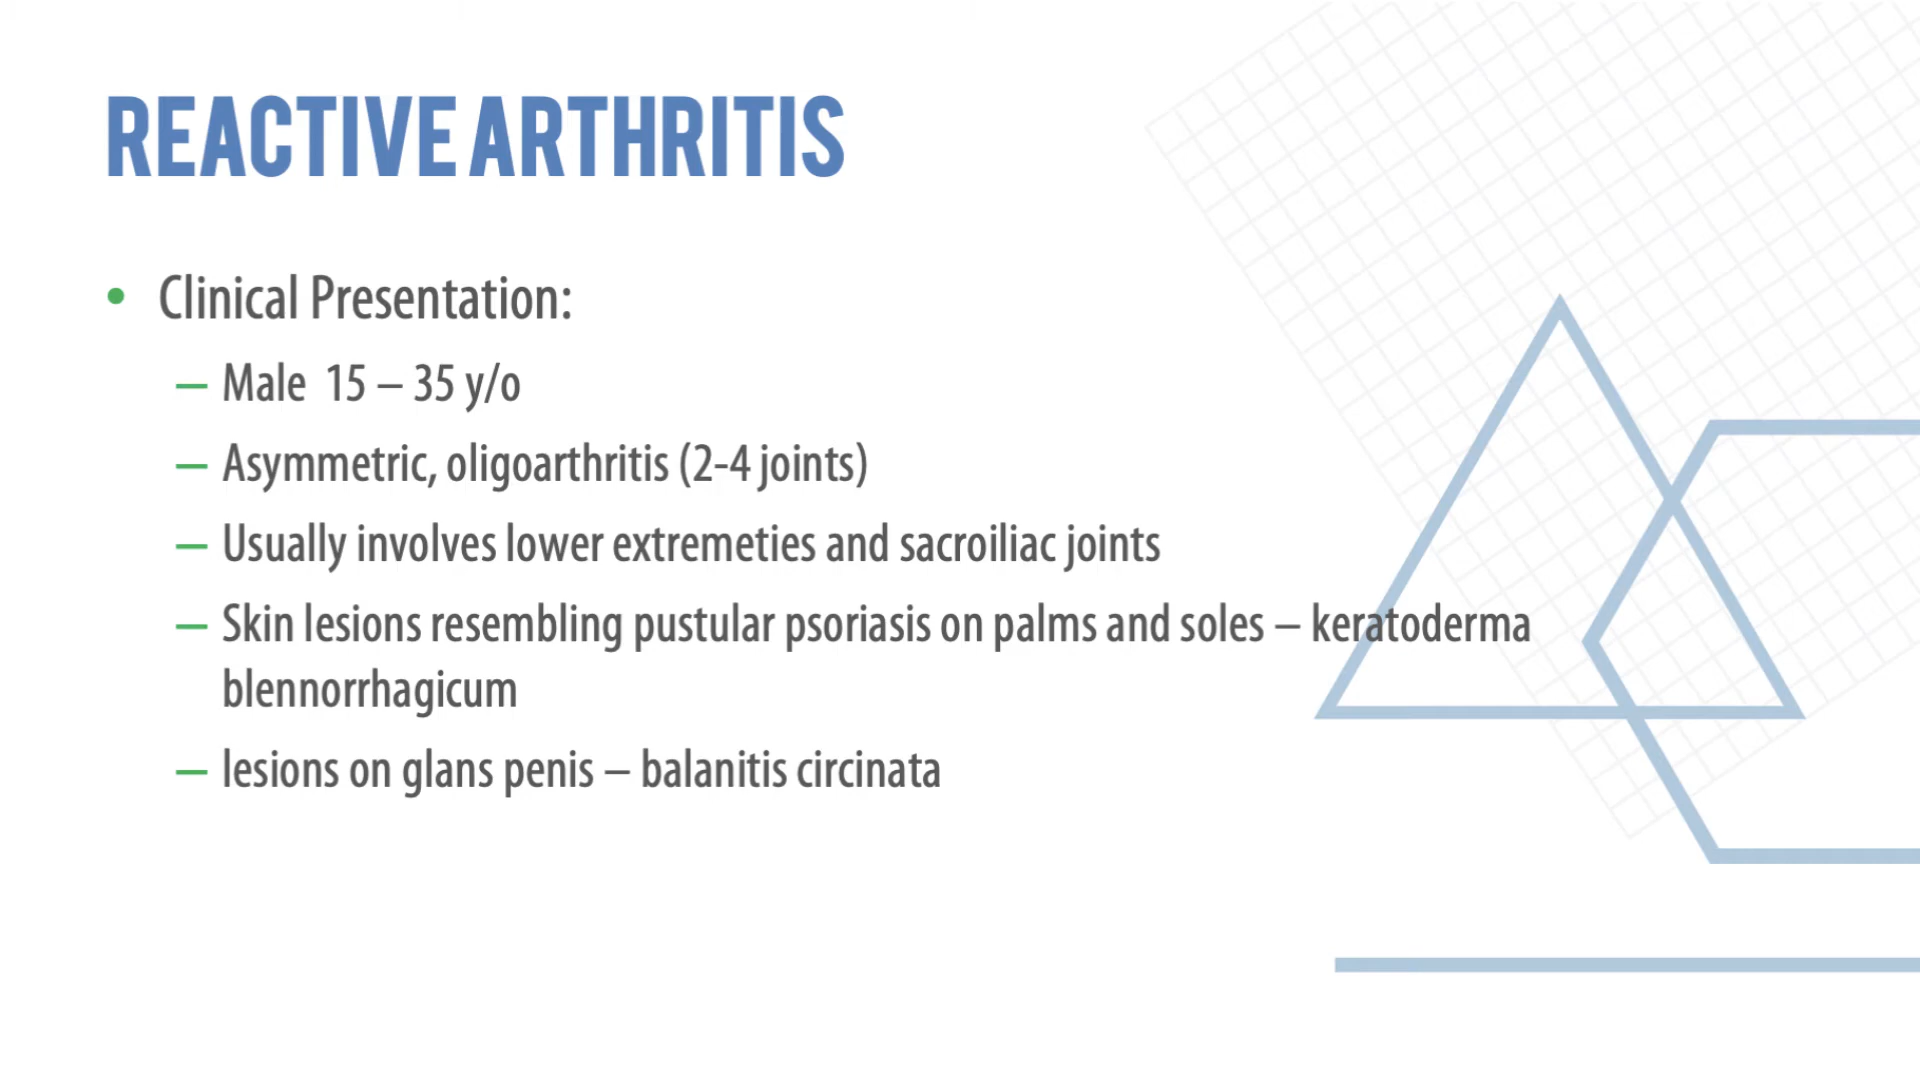 REACTIVE ARTHRITIS
• Clinical Presentation:
– Male 15 – 35 y/o
– Asymmetric, oligoarthritis (2-4 joints)
– Usually involves lower extremeties and sacroiliac joints
– Skin lesions resembling pustular psoriasis on palms and soles – keratoderma
blennorrhagicum
– lesions on glans penis – balanitis circinata